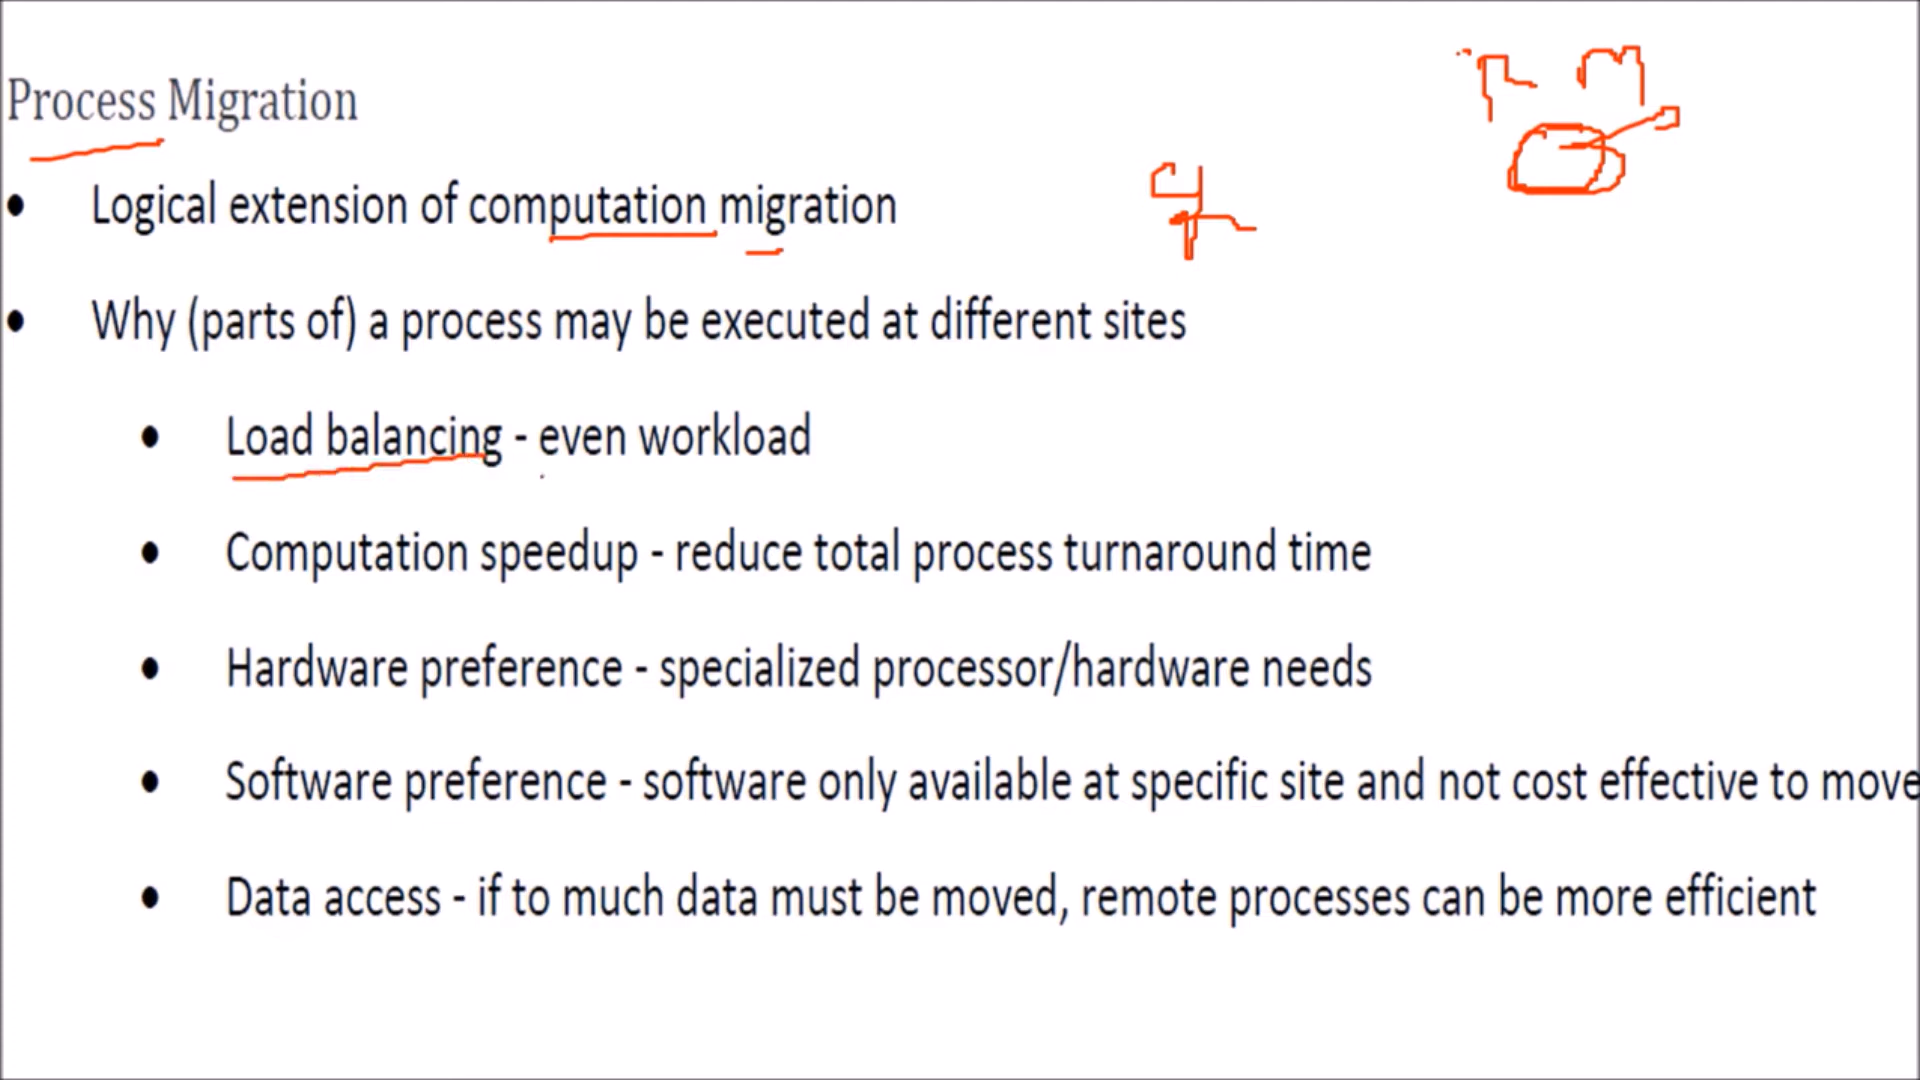 Process Migration
• Logical extension of computation migration
• Why (parts of) a process may be executed at different sites
• Load balancing - even workload
• Computation speedup - reduce total process turnaround time
• Hardware preference - specialized processor/hardware needs
• Software preference - software only available at specific site and not cost effective to move
• Data access - if to much data must be moved, remote processes can be more efficient